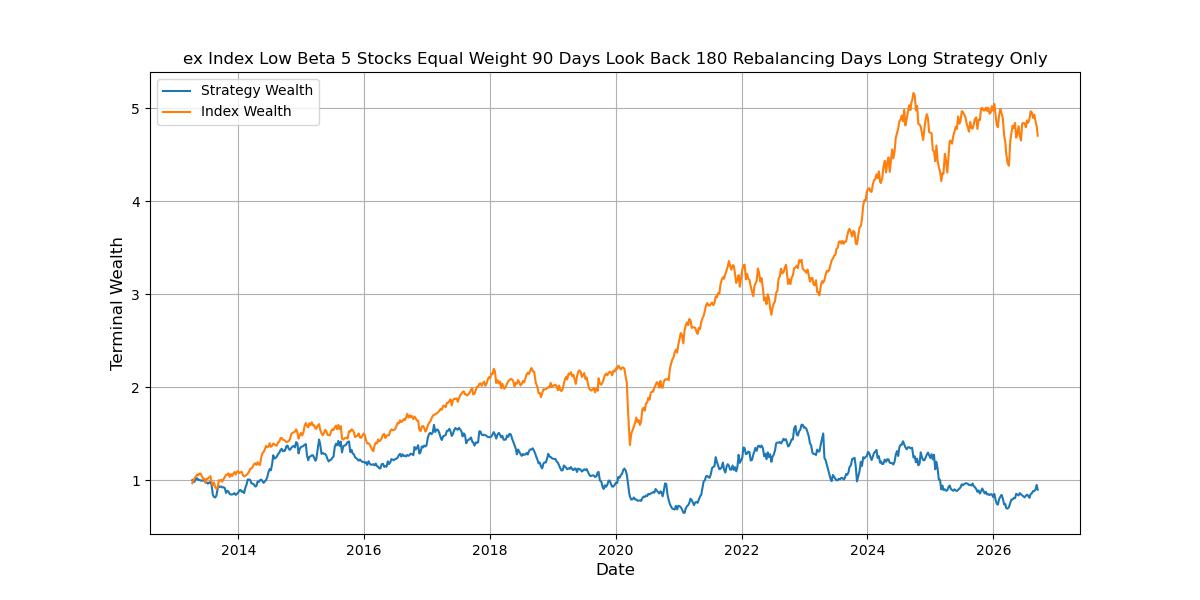 ex Index Low Beta 5 Stocks Equal Weight 90 Days Look Back 180 Rebalancing Days Long Strategy Only
Strategy Wealth
Index Wealth
Terminal Wealth
5
4
3
2
1
2014 2016 2018 2020 2022 2024 2026
Date